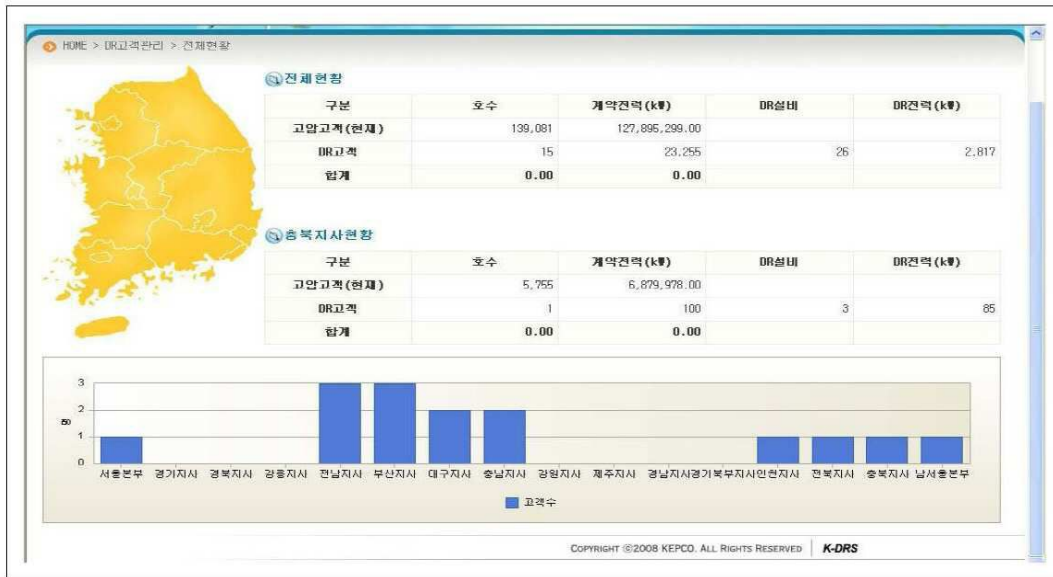 HOME > DR고객관리 > 전체현황
전체현황
구분 호수 계약전력(kW) DR설비 DR전력(kW)
고압고객(현재) 139,081 127,895,299.00
DR고객 15 23,255 26 2,817
합계 0.00 0.00
충북지사현황
구분 호수 계약전력(kW) DR설비 DR전력(kW)
고압고객(현재) 5,755 6,879,978.00
DR고객 1 100 3 85
합계 0.00 0.00
3
2
1
0
서울본부 경기지사 경북지사 강릉지사 전남지사 부산지사 대구지사 충남지사 강원지사 제주지사 경남지사 경기북부지사 인천지사 전북지사 충북지사 남서울본부
고객수
COPYRIGHT ©2008 KEPCO. ALL RIGHTS RESERVED K-DRS